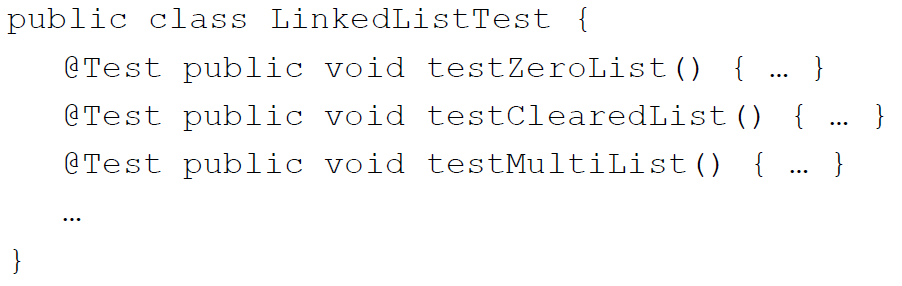 public class LinkedListTest {
@Test public void testZeroList() { … }
@Test public void testClearedList() { … }
@Test public void testMultiList() { … }
…
}